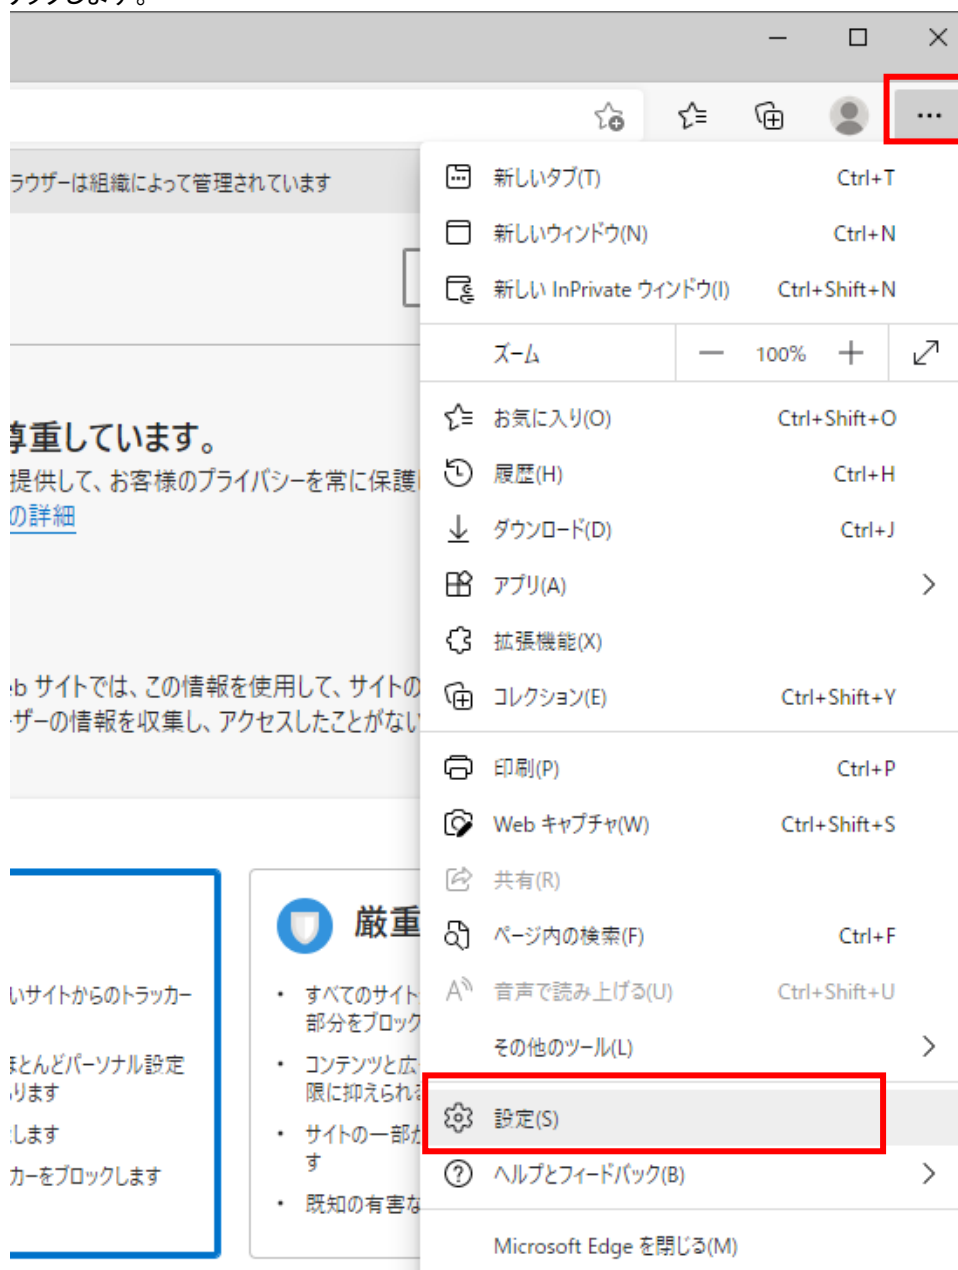 リックします。
ラウザーは組織によって管理されています
尊重しています。
提供して、お客様のプライバシーを常に保護
の詳細
eb サイトでは、この情報を使用して、サイトの
ーザーの情報を収集し、アクセスしたことがない
いサイトからのトラッカー
ほとんどパーソナル設定
ります
します
カーをブロックします
厳重
• すべてのサイト
部分をブロック
• コンテンツと広
限に抑えられ
• サイトの一部が
す
• 既知の有害な
新しいタブ(T) Ctrl+T
新しいウィンドウ(N) Ctrl+N
新しい InPrivate ウィンドウ(I) Ctrl+Shift+N
ズーム — 100% +
お気に入り(O) Ctrl+Shift+O
履歴(H) Ctrl+H
ダウンロード(D) Ctrl+J
アプリ(A)
拡張機能(X)
コレクション(E) Ctrl+Shift+Y
印刷(P) Ctrl+P
Web キャプチャ(W) Ctrl+Shift+S
共有(R)
ページ内の検索(F) Ctrl+F
音声で読み上げる(U) Ctrl+Shift+U
その他のツール(L)
設定(S)
ヘルプとフィードバック(B)
Microsoft Edge を閉じる(M)